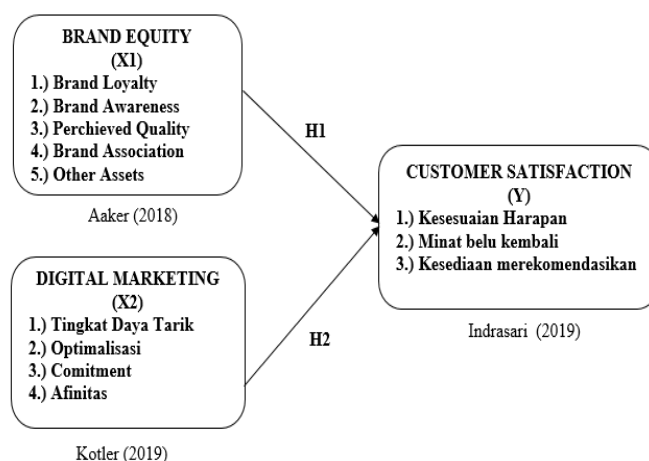 BRAND EQUITY
(X1)
1.) Brand Loyalty
2.) Brand Awareness
3.) Perchieved Quality
4.) Brand Association
5.) Other Assets
Aaker (2018)
H1
CUSTOMER SATISFACTION
(Y)
1.) Kesesuaian Harapan
2.) Minat belu kembali
3.) Kesediaan merekomendasikan
Indrasari (2019)
DIGITAL MARKETING
(X2)
1.) Tingkat Daya Tarik
2.) Optimalisasi
3.) Comitment
4.) Afinitas
H2
Kotler (2019)